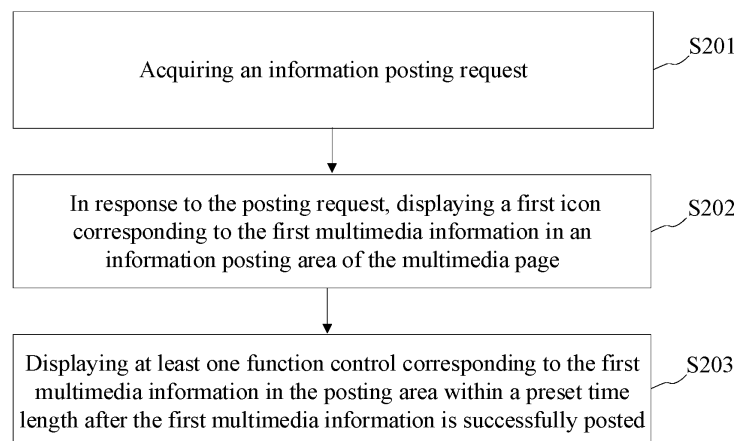 Acquiring an information posting request
S201
In response to the posting request, displaying a first icon
corresponding to the first multimedia information in an
information posting area of the multimedia page
S202
Displaying at least one function control corresponding to the first
multimedia information in the posting area within a preset time
length after the first multimedia information is successfully posted
S203